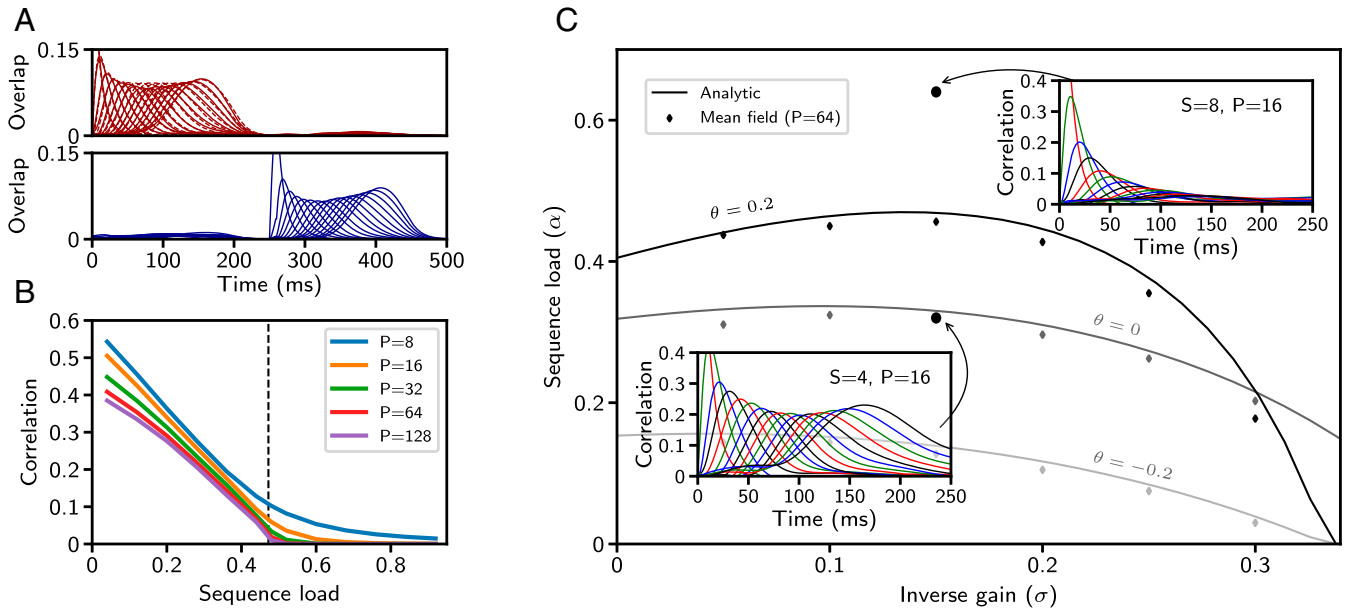 A
0.15
Overlap
0
0.15
Overlap
0
0 100 200 300 400 500
Time (ms)
B
0.6
0.5
0.4
0.3
0.2
0.1
0
Correlation
P=8
P=16
P=32
P=64
P=128
0 0.2 0.4 0.6 0.8
Sequence load
C
0.6
0.4
0.2
0
Sequence load (α)
Analytic
Mean field (P=64)
θ = 0.2
θ = 0
θ = −0.2
0.4
0.3
0.2
0.1
0
Correlation
S=8, P=16
0 50 100 150 200 250
Time (ms)
0.4
0.3
0.2
0.1
0
Correlation
S=4, P=16
0 50 100 150 200 250
Time (ms)
0 0.1 0.2 0.3
Inverse gain (σ)